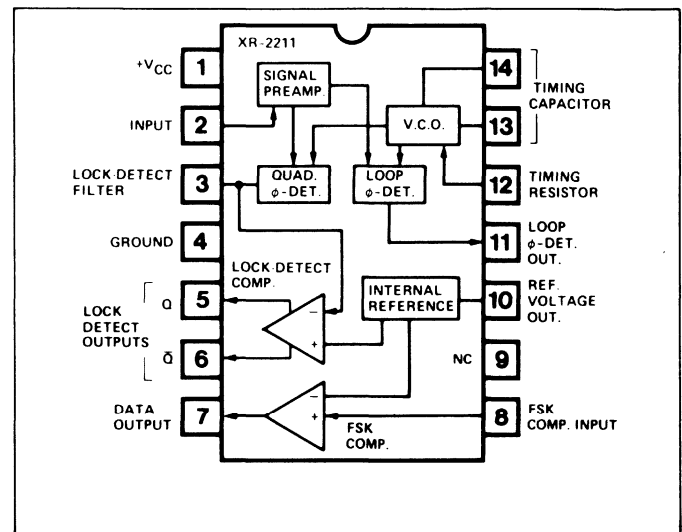 XR-2211
+VCC 1
INPUT 2
LOCK-DETECT
FILTER
3
GROUND 4
LOCK
DETECT
OUTPUTS
Q 5
Q̄ 6
DATA
OUTPUT
7
SIGNAL
PREAMP.
V.C.O.
QUAD.
φ-DET.
LOOP
φ-DET.
LOCK-DETECT
COMP.
−
+
INTERNAL
REFERENCE
−
+
FSK
COMP.
14
13
TIMING
CAPACITOR
12
TIMING
RESISTOR
11
LOOP
φ-DET.
OUT.
10
REF.
VOLTAGE
OUT.
NC 9
8
FSK
COMP. INPUT